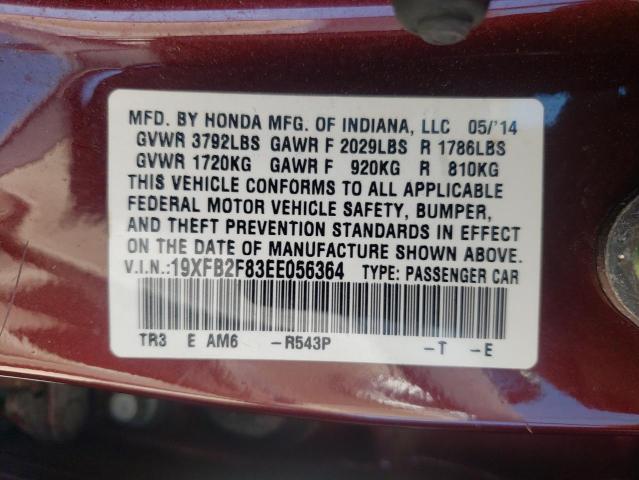 MFD. BY HONDA MFG. OF INDIANA, LLC 05/'14
GVWR 3792LBS GAWR F 2029LBS R 1786LBS
GVWR 1720KG GAWR F 920KG R 810KG
THIS VEHICLE CONFORMS TO ALL APPLICABLE
FEDERAL MOTOR VEHICLE SAFETY, BUMPER,
AND THEFT PREVENTION STANDARDS IN EFFECT
ON THE DATE OF MANUFACTURE SHOWN ABOVE.
V.I.N.:19XFB2F83EE056364 TYPE: PASSENGER CAR
TR3 E AM6 -R543P -T -E